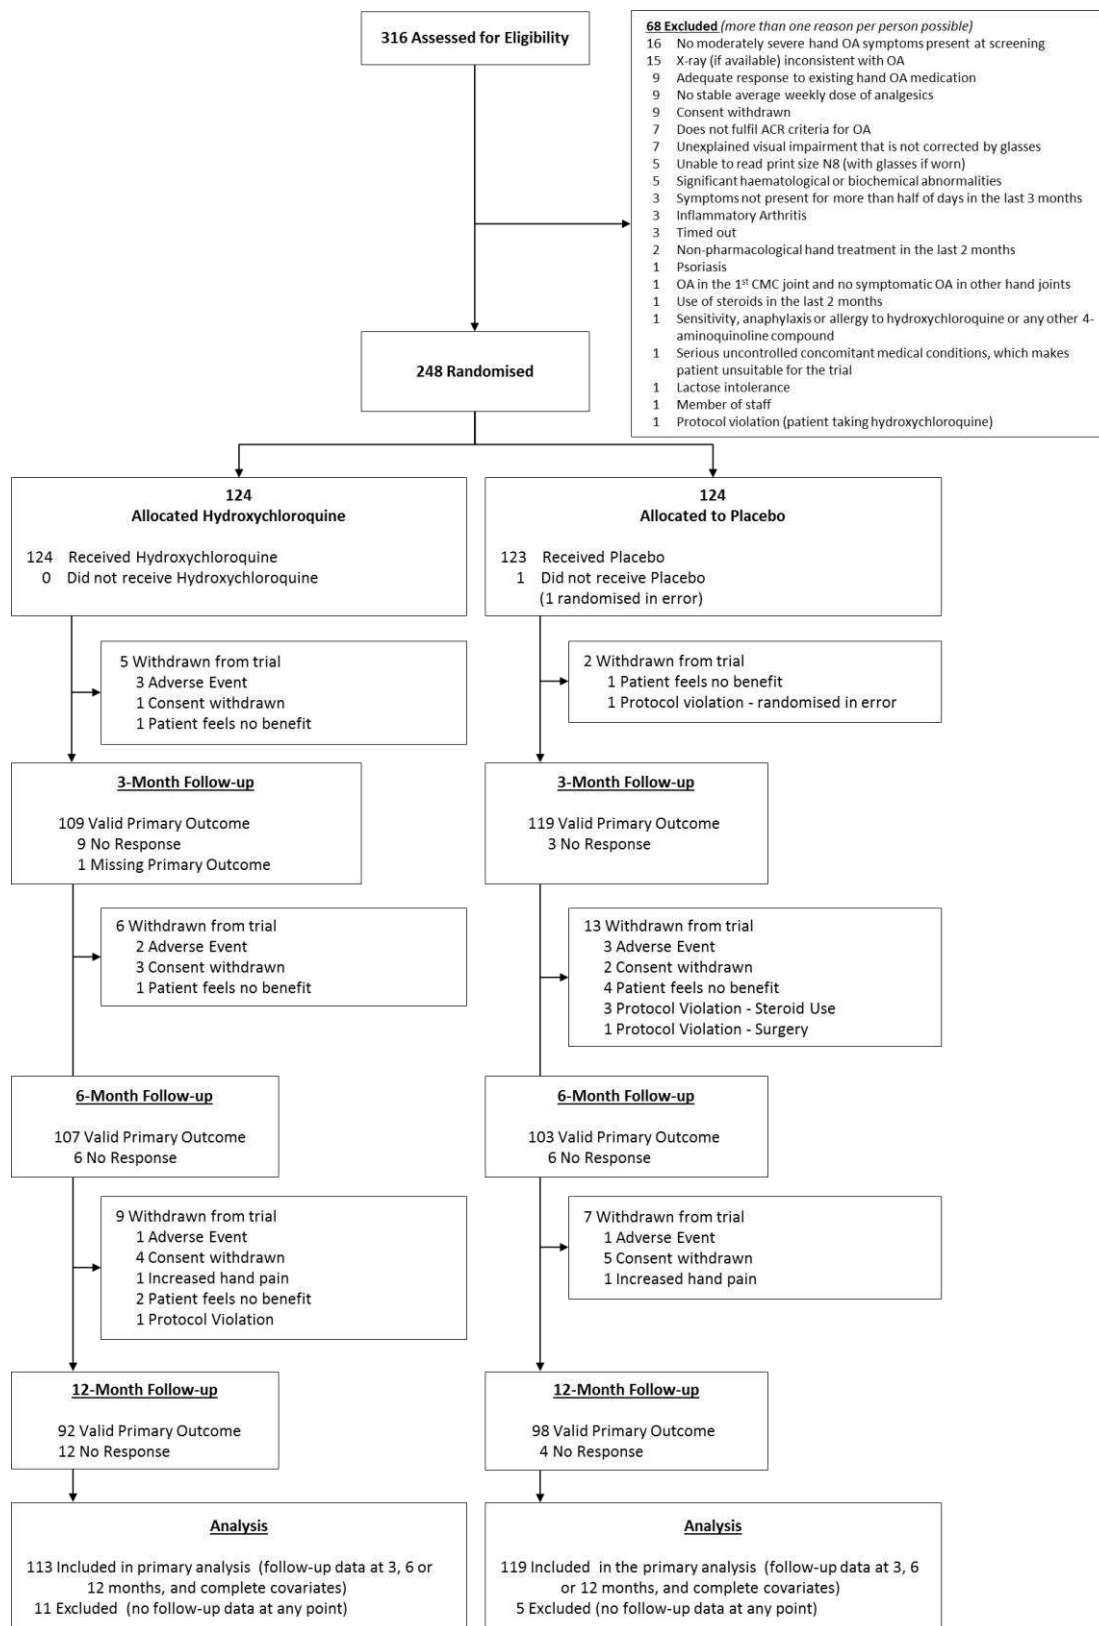 316 Assessed for Eligibility
68 Excluded (more than one reason per person possible)
16 No moderately severe hand OA symptoms present at screening
15 X-ray (if available) inconsistent with OA
9 Adequate response to existing hand OA medication
9 No stable average weekly dose of analgesics
9 Consent withdrawn
7 Does not fulfil ACR criteria for OA
7 Unexplained visual impairment that is not corrected by glasses
5 Unable to read print size N8 (with glasses if worn)
5 Significant haematological or biochemical abnormalities
3 Symptoms not present for more than half of days in the last 3 months
3 Inflammatory Arthritis
3 Timed out
2 Non-pharmacological hand treatment in the last 2 months
1 Psoriasis
1 OA in the 1st CMC joint and no symptomatic OA in other hand joints
1 Use of steroids in the last 2 months
1 Sensitivity, anaphylaxis or allergy to hydroxychloroquine or any other 4-
aminoquinoline compound
1 Serious uncontrolled concomitant medical conditions, which makes
patient unsuitable for the trial
1 Lactose intolerance
1 Member of staff
1 Protocol violation (patient taking hydroxychloroquine)
248 Randomised
124
Allocated Hydroxychloroquine
124 Received Hydroxychloroquine
0 Did not receive Hydroxychloroquine
124
Allocated to Placebo
123 Received Placebo
1 Did not receive Placebo
(1 randomised in error)
5 Withdrawn from trial
3 Adverse Event
1 Consent withdrawn
1 Patient feels no benefit
2 Withdrawn from trial
1 Patient feels no benefit
1 Protocol violation - randomised in error
3-Month Follow-up
109 Valid Primary Outcome
9 No Response
1 Missing Primary Outcome
3-Month Follow-up
119 Valid Primary Outcome
3 No Response
6 Withdrawn from trial
2 Adverse Event
3 Consent withdrawn
1 Patient feels no benefit
13 Withdrawn from trial
3 Adverse Event
2 Consent withdrawn
4 Patient feels no benefit
3 Protocol Violation - Steroid Use
1 Protocol Violation - Surgery
6-Month Follow-up
107 Valid Primary Outcome
6 No Response
6-Month Follow-up
103 Valid Primary Outcome
6 No Response
9 Withdrawn from trial
1 Adverse Event
4 Consent withdrawn
1 Increased hand pain
2 Patient feels no benefit
1 Protocol Violation
7 Withdrawn from trial
1 Adverse Event
5 Consent withdrawn
1 Increased hand pain
12-Month Follow-up
92 Valid Primary Outcome
12 No Response
12-Month Follow-up
98 Valid Primary Outcome
4 No Response
Analysis
113 Included in primary analysis (follow-up data at 3, 6 or
12 months, and complete covariates)
11 Excluded (no follow-up data at any point)
Analysis
119 Included in the primary analysis (follow-up data at 3, 6
or 12 months, and complete covariates)
5 Excluded (no follow-up data at any point)